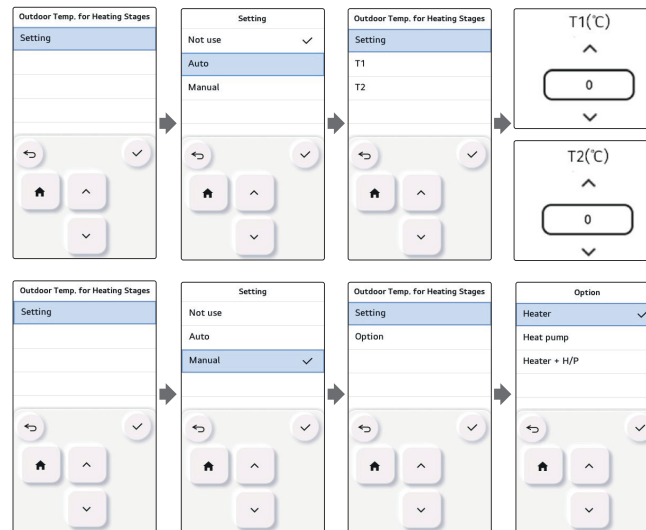 Outdoor Temp. for Heating Stages
Setting
Setting
Not use
Auto
Manual
Outdoor Temp. for Heating Stages
Setting
T1
T2
T1(℃)
0
T2(℃)
0
Outdoor Temp. for Heating Stages
Setting
Setting
Not use
Auto
Manual
Outdoor Temp. for Heating Stages
Setting
Option
Option
Heater
Heat pump
Heater + H/P